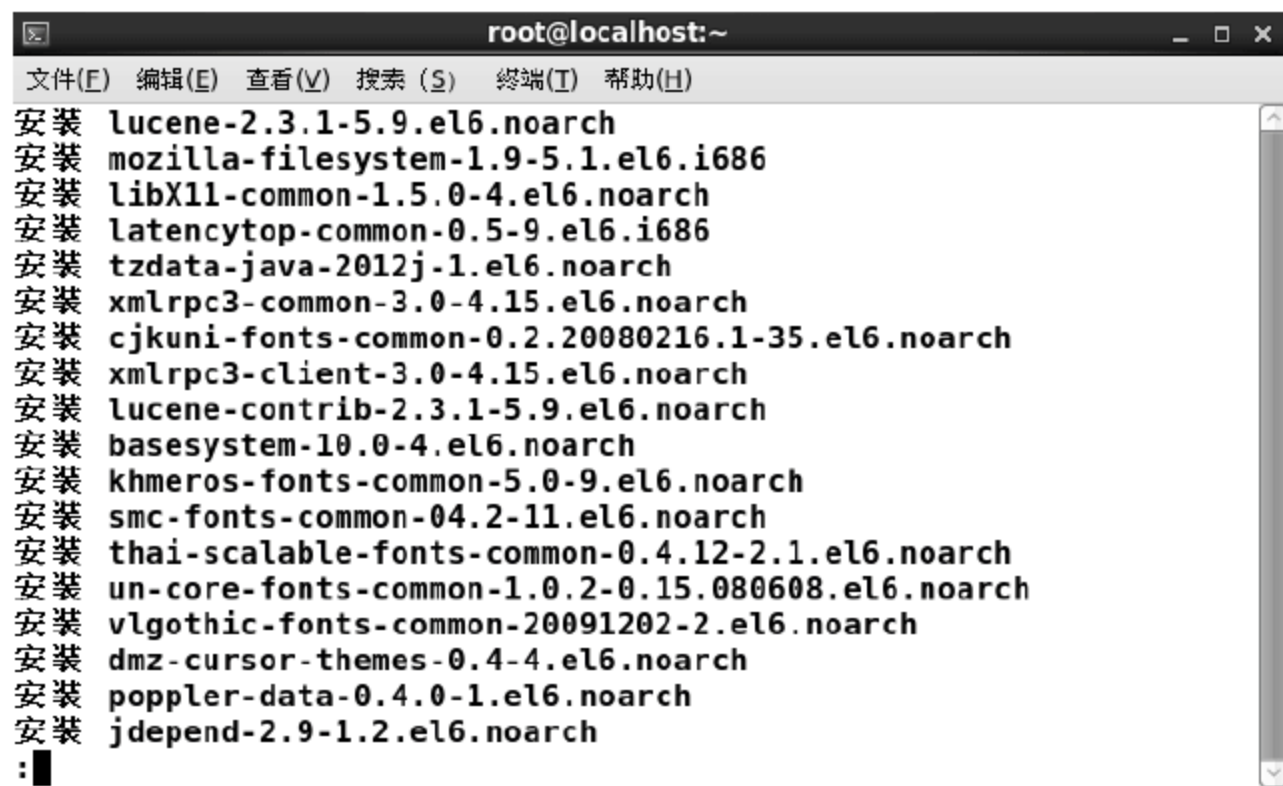 root@localhost:~
文件(F) 编辑(E) 查看(V) 搜索 (S) 终端(T) 帮助(H)
安装 lucene-2.3.1-5.9.el6.noarch
安装 mozilla-filesystem-1.9-5.1.el6.i686
安装 libX11-common-1.5.0-4.el6.noarch
安装 latencytop-common-0.5-9.el6.i686
安装 tzdata-java-2012j-1.el6.noarch
安装 xmlrpc3-common-3.0-4.15.el6.noarch
安装 cjkuni-fonts-common-0.2.20080216.1-35.el6.noarch
安装 xmlrpc3-client-3.0-4.15.el6.noarch
安装 lucene-contrib-2.3.1-5.9.el6.noarch
安装 basesystem-10.0-4.el6.noarch
安装 khmeros-fonts-common-5.0-9.el6.noarch
安装 smc-fonts-common-04.2-11.el6.noarch
安装 thai-scalable-fonts-common-0.4.12-2.1.el6.noarch
安装 un-core-fonts-common-1.0.2-0.15.080608.el6.noarch
安装 vlgothic-fonts-common-20091202-2.el6.noarch
安装 dmz-cursor-themes-0.4-4.el6.noarch
安装 poppler-data-0.4.0-1.el6.noarch
安装 jdepend-2.9-1.2.el6.noarch
: